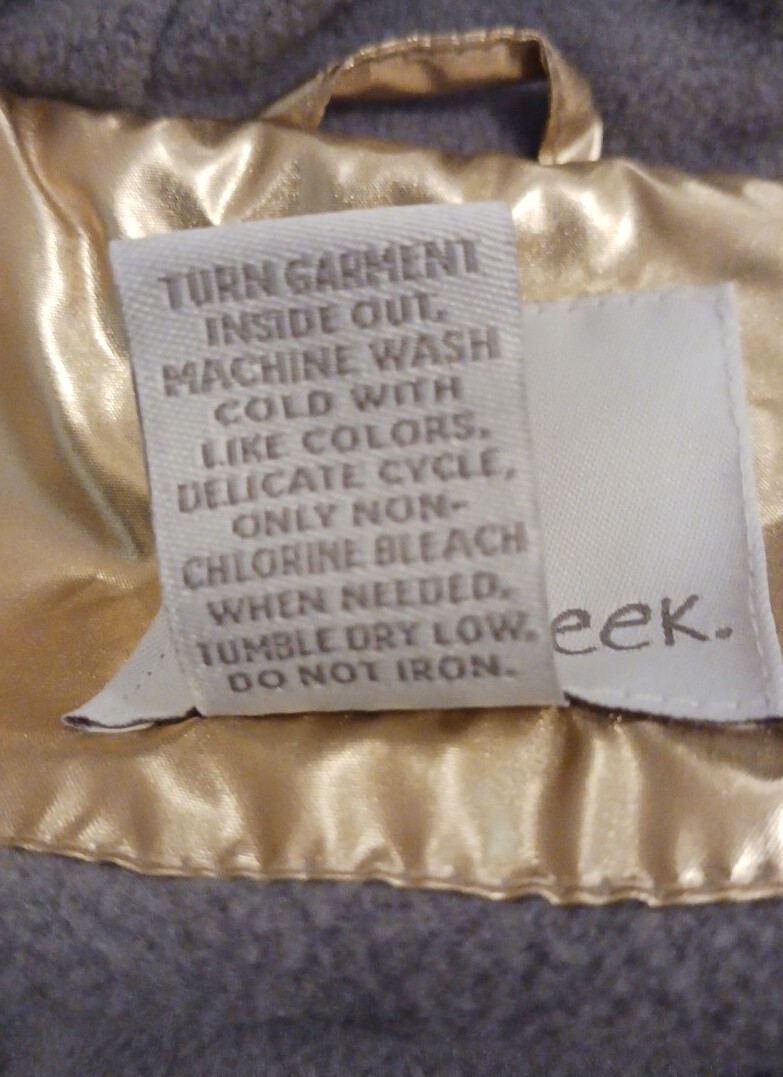 TURN GARMENT
INSIDE OUT.
MACHINE WASH
COLD WITH
LIKE COLORS,
DELICATE CYCLE,
ONLY NON-
CHLORINE BLEACH
WHEN NEEDED.
TUMBLE DRY LOW.
DO NOT IRON.
eek.